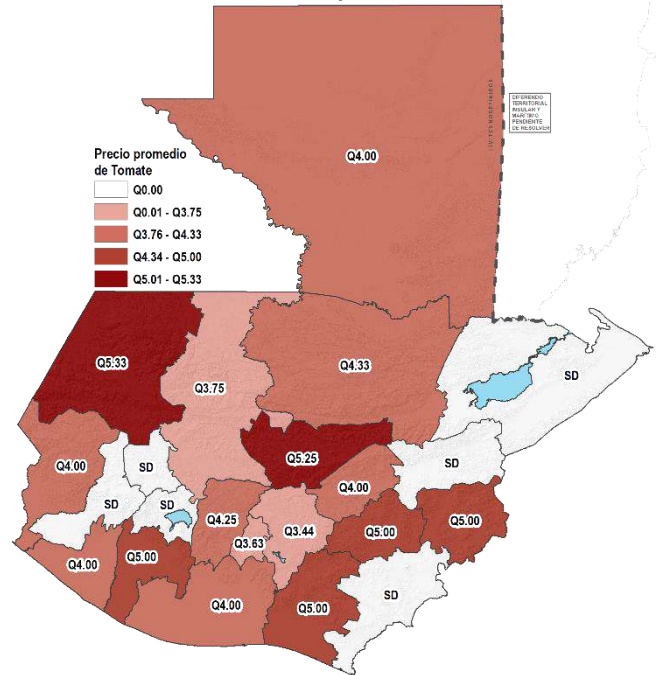 Q4.00
DIFERENDO
TERRITORIAL
INSULAR Y
MARÍTIMO
PENDIENTE
DE RESOLVER
Precio promedio
de Tomate
Q0.00
Q0.01 - Q3.75
Q3.76 - Q4.33
Q4.34 - Q5.00
Q5.01 - Q5.33
Q5.33
Q3.75
Q4.33
SD
Q4.00
SD
Q5.25
SD
SD
SD
Q4.00
Q4.25
Q3.63
Q3.44
Q5.00
Q5.00
Q4.00
Q5.00
Q4.00
Q5.00
SD